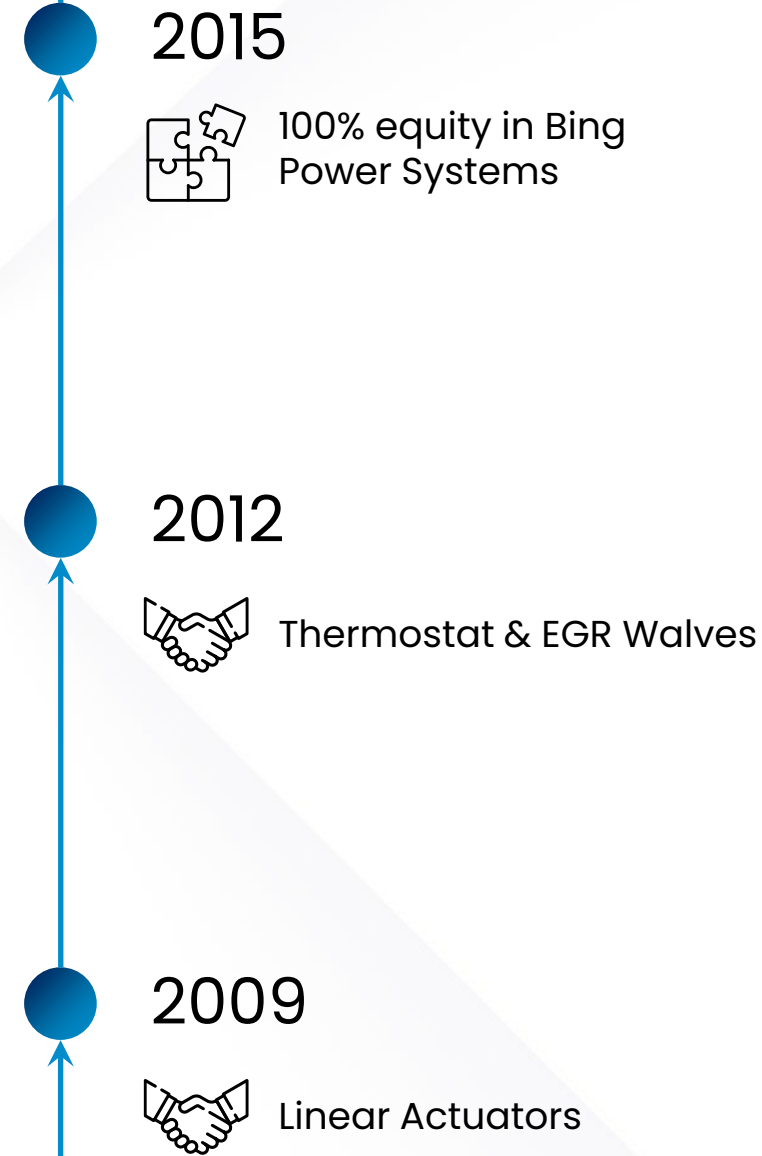 2015
100% equity in Bing
Power Systems
2012
Thermostat & EGR Walves
2009
Linear Actuators